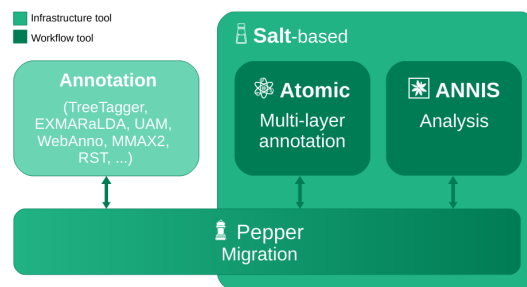 Infrastructure tool
Workflow tool
Salt-based
Annotation
(TreeTagger,
EXMARaLDA, UAM,
WebAnno, MMAX2,
RST, ...)
Atomic
Multi-layer
annotation
ANNIS
Analysis
Pepper
Migration